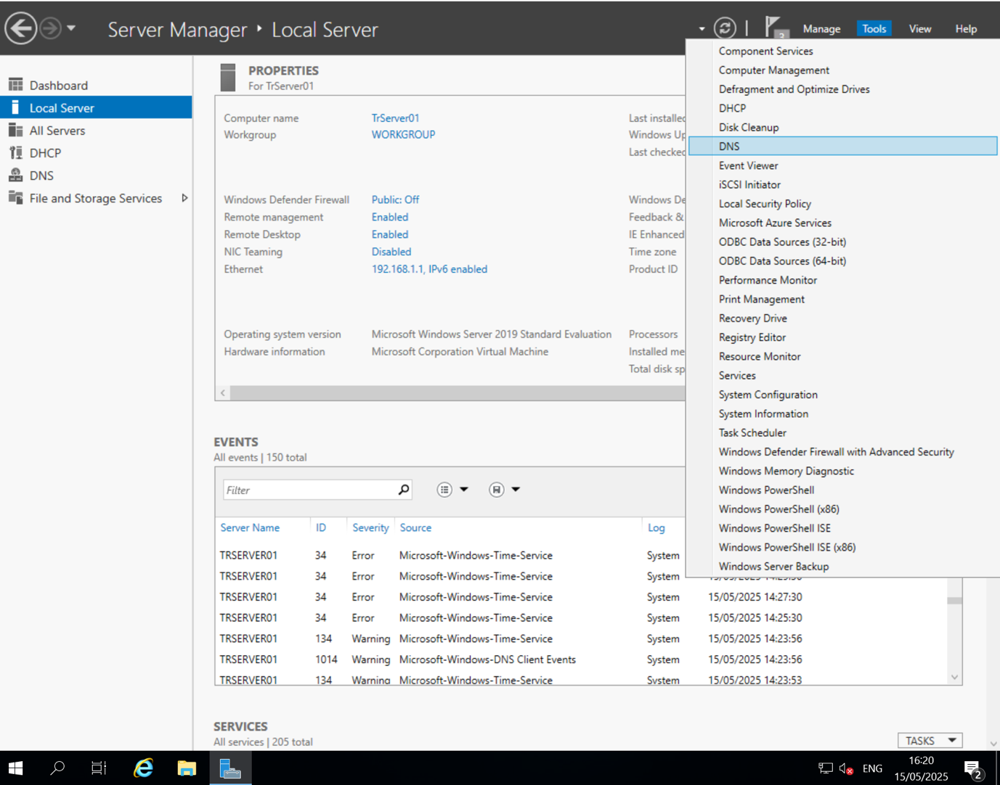 Server Manager ‣ Local Server
3
Manage
Tools
View
Help
Dashboard
Local Server
All Servers
DHCP
DNS
File and Storage Services
PROPERTIES
For TrServer01
Computer name TrServer01 Last installed
Workgroup WORKGROUP Windows Up
Last checked
Windows Defender Firewall Public: Off Windows De
Remote management Enabled Feedback &
Remote Desktop Enabled IE Enhanced
NIC Teaming Disabled Time zone
Ethernet 192.168.1.1, IPv6 enabled Product ID
Operating system version Microsoft Windows Server 2019 Standard Evaluation Processors
Hardware information Microsoft Corporation Virtual Machine Installed me
Total disk sp
Component Services
Computer Management
Defragment and Optimize Drives
DHCP
Disk Cleanup
DNS
Event Viewer
iSCSI Initiator
Local Security Policy
Microsoft Azure Services
ODBC Data Sources (32-bit)
ODBC Data Sources (64-bit)
Performance Monitor
Print Management
Recovery Drive
Registry Editor
Resource Monitor
Services
System Configuration
System Information
Task Scheduler
Windows Defender Firewall with Advanced Security
Windows Memory Diagnostic
Windows PowerShell
Windows PowerShell (x86)
Windows PowerShell ISE
Windows PowerShell ISE (x86)
Windows Server Backup
EVENTS
All events | 150 total
Filter
Server Name ID Severity Source Log
TRSERVER01 34 Error Microsoft-Windows-Time-Service System
TRSERVER01 34 Error Microsoft-Windows-Time-Service System
TRSERVER01 34 Error Microsoft-Windows-Time-Service System 15/05/2025 14:27:30
TRSERVER01 34 Error Microsoft-Windows-Time-Service System 15/05/2025 14:25:30
TRSERVER01 134 Warning Microsoft-Windows-Time-Service System 15/05/2025 14:23:56
TRSERVER01 1014 Warning Microsoft-Windows-DNS Client Events System 15/05/2025 14:23:56
TRSERVER01 134 Warning Microsoft-Windows-Time-Service System 15/05/2025 14:23:53
SERVICES
All services | 205 total
TASKS
ENG
16:20
15/05/2025
2